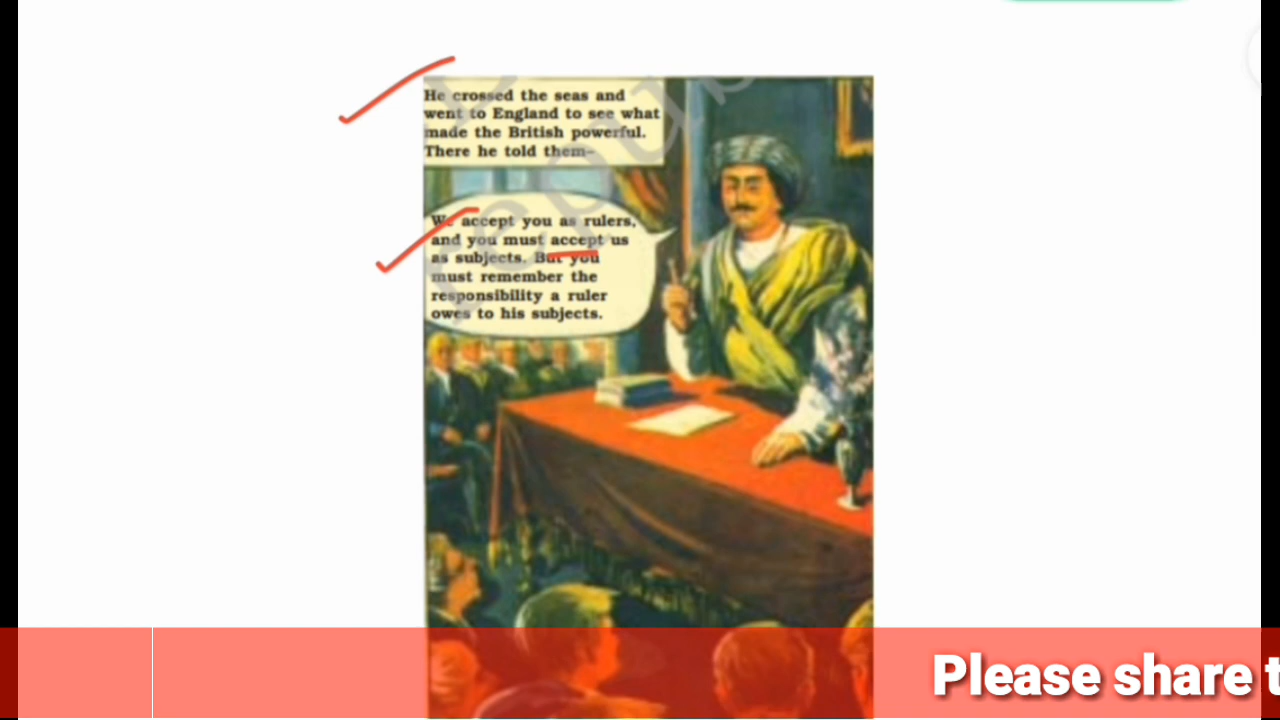 He crossed the seas and
went to England to see what
made the British powerful.
There he told them–
We accept you as rulers,
and you must accept us
as subjects. But you
must remember the
responsibility a ruler
owes to his subjects.
Please share t